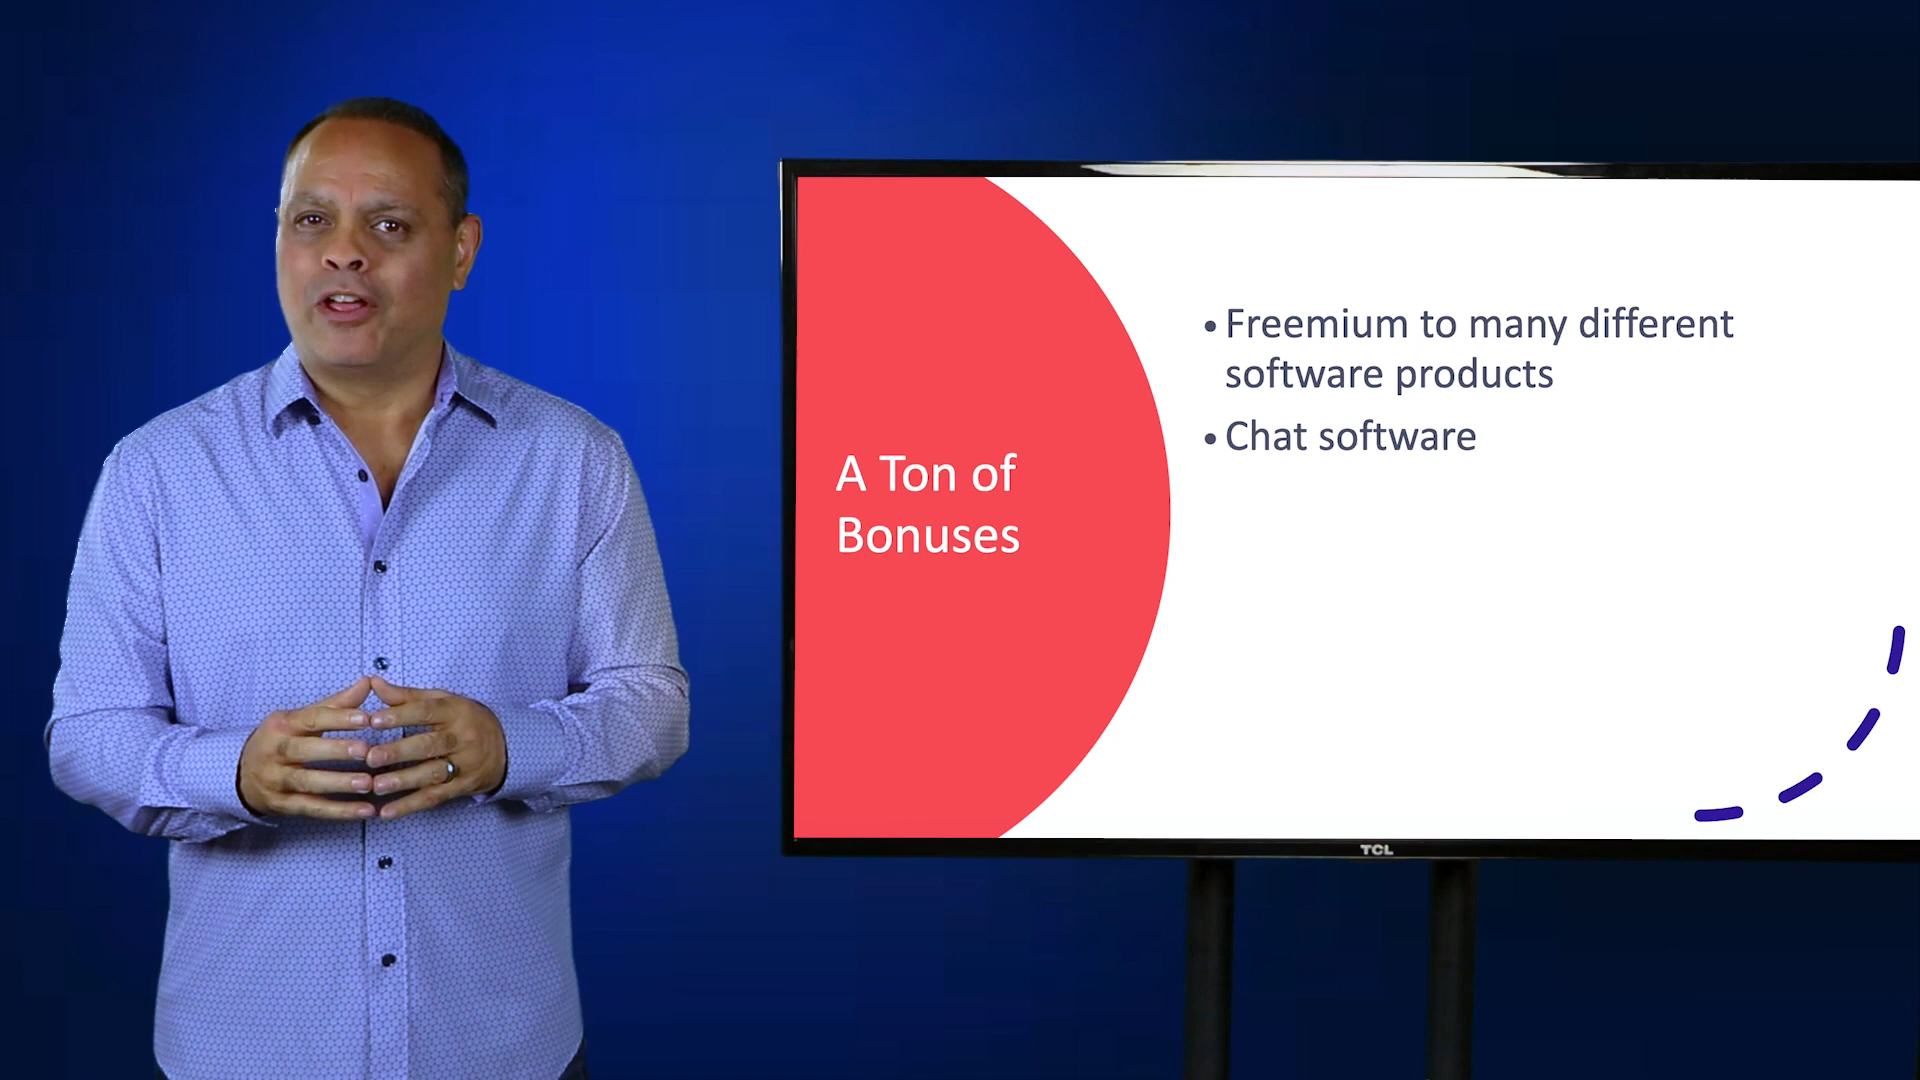 A Ton of
Bonuses
• Freemium to many different
software products
• Chat software
TCL